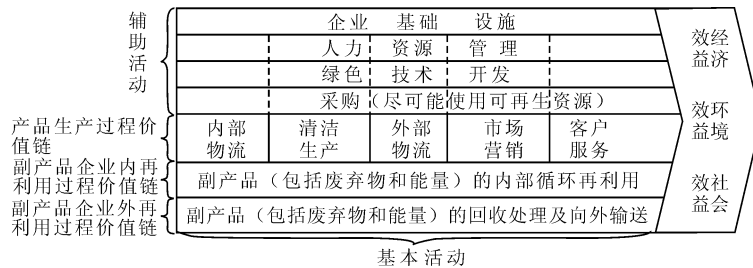 辅助活动
企业 基础 设施
人力 资源 管理
绿色 技术 开发
采购（尽可能使用可再生资源）
产品生产过程价
值链
内部
物流
清洁
生产
外部
物流
市场
营销
客户
服务
副产品企业内再
利用过程价值链
副产品（包括废弃物和能量）的内部循环再利用
副产品企业外再
利用过程价值链
副产品（包括废弃物和能量）的回收处理及向外输送
经济
效益
环境
效益
社会
效益
基本活动